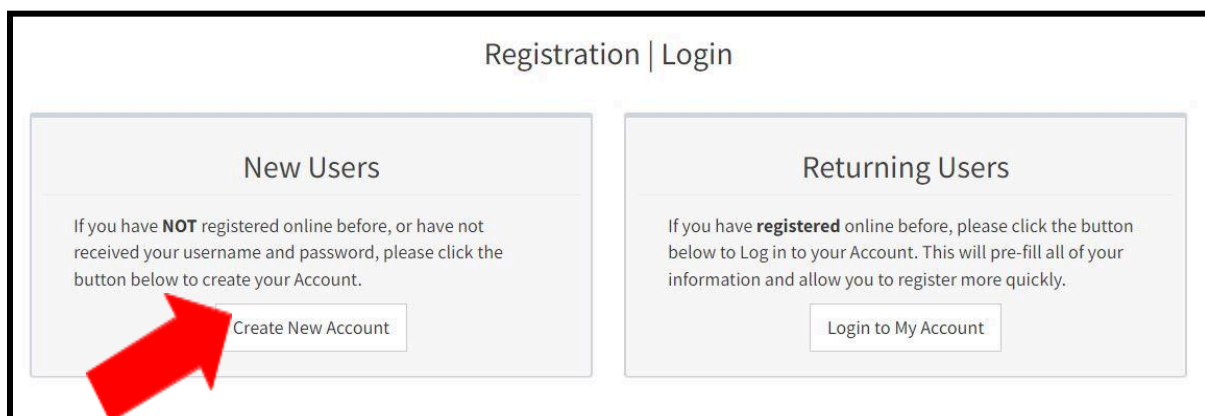 Registration | Login
New Users
If you have NOT registered online before, or have not
received your username and password, please click the
button below to create your Account.
Create New Account
Returning Users
If you have registered online before, please click the button
below to Log in to your Account. This will pre-fill all of your
information and allow you to register more quickly.
Login to My Account